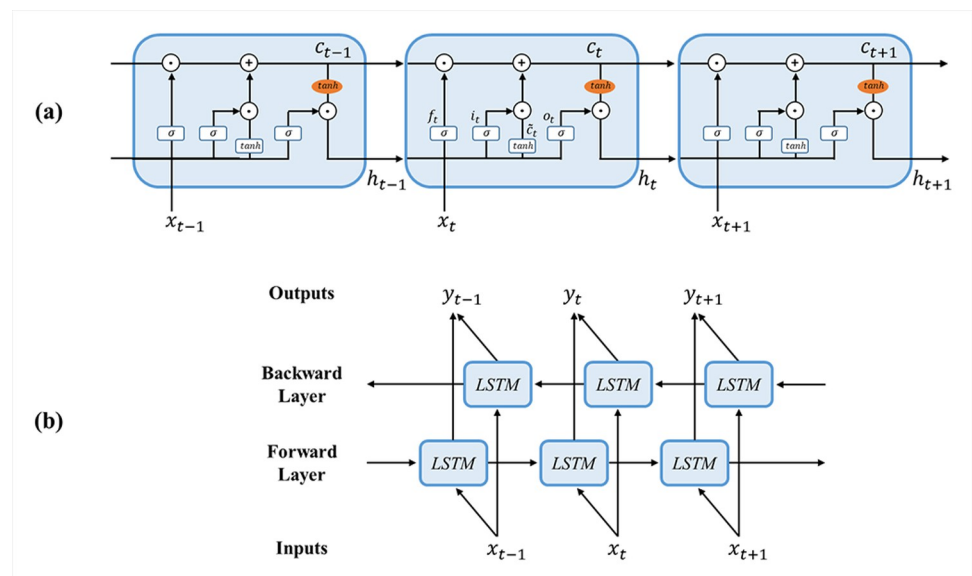 (a)
c_{t-1} c_t c_{t+1}
tanh tanh tanh
f_t i_t o_t
σ σ σ σ σ σ σ σ σ
c̃_t
tanh tanh tanh
h_{t-1} h_t h_{t+1}
x_{t-1} x_t x_{t+1}
(b)
Outputs y_{t-1} y_t y_{t+1}
Backward
Layer
LSTM LSTM LSTM
Forward
Layer
LSTM LSTM LSTM
Inputs x_{t-1} x_t x_{t+1}